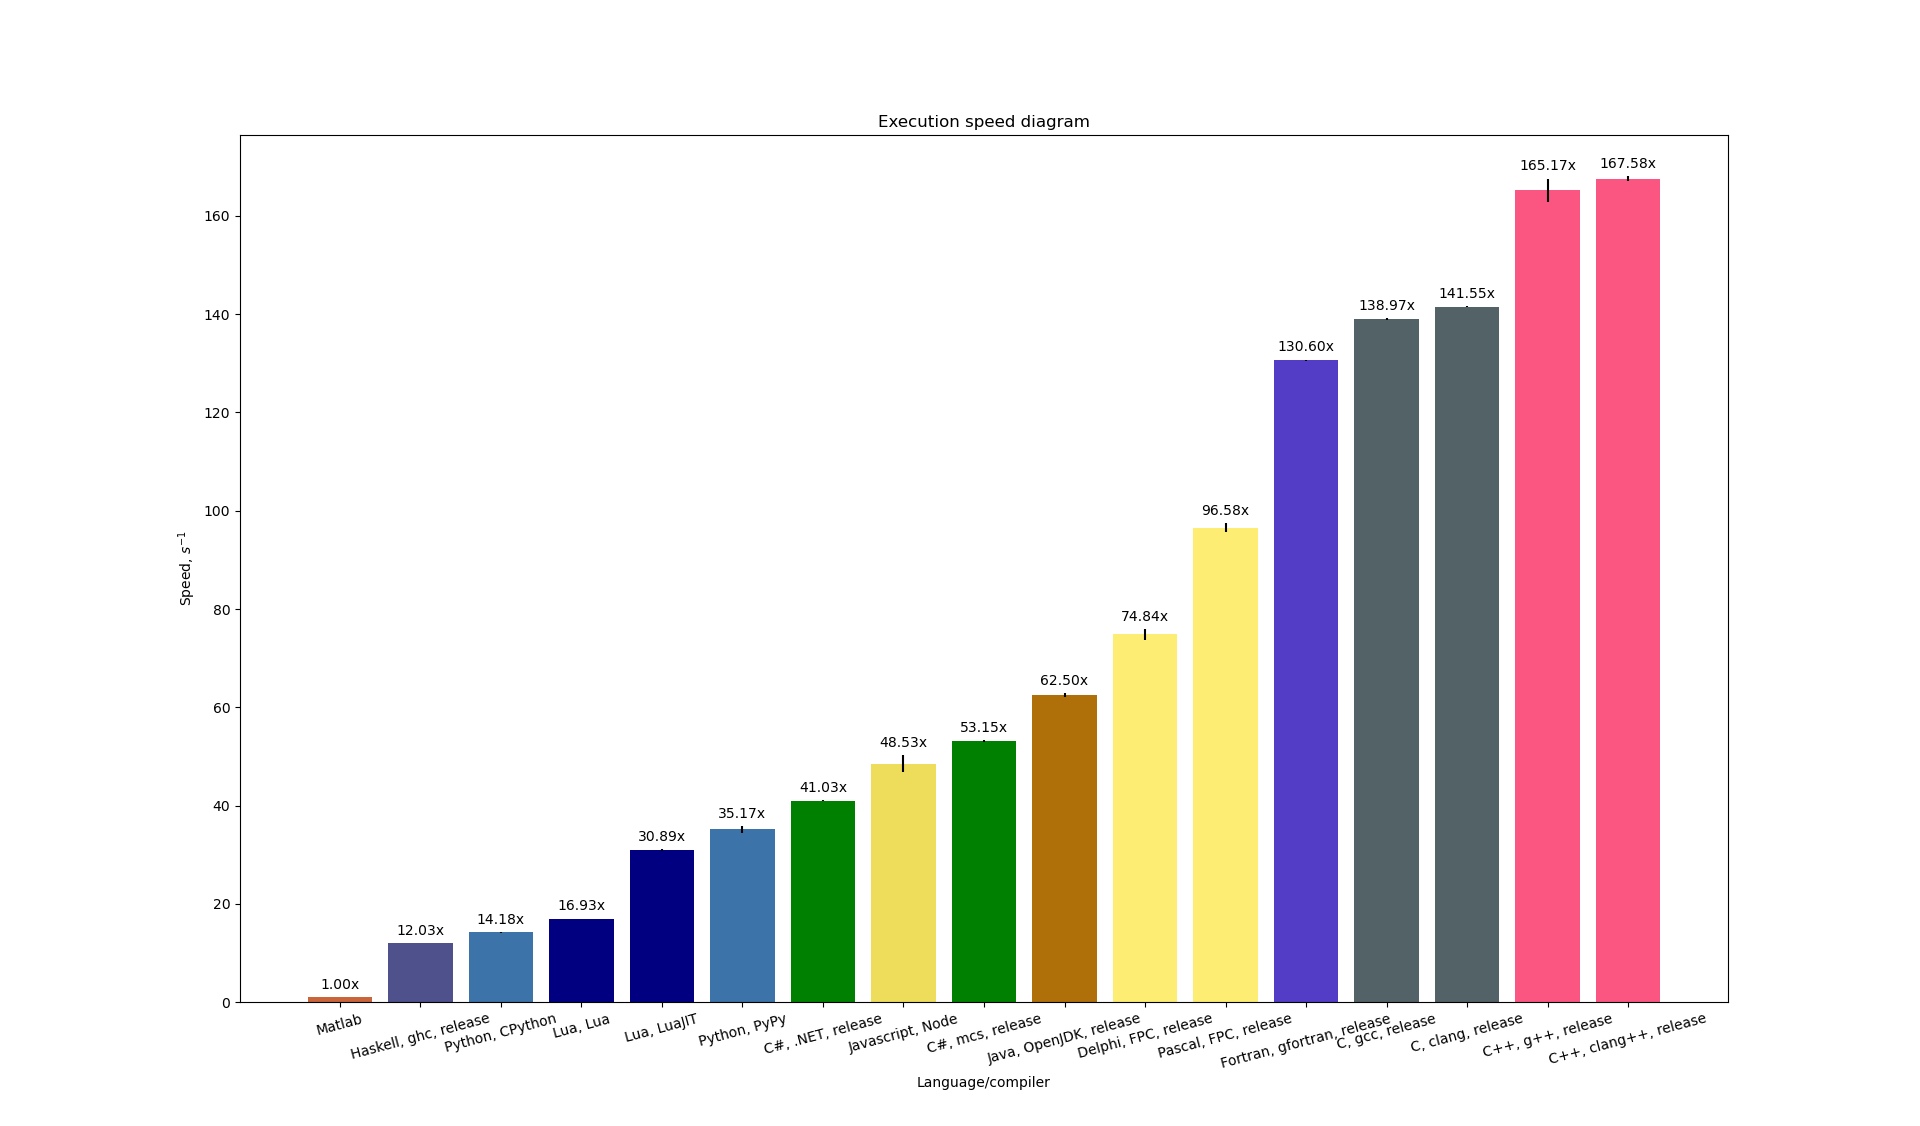 Execution speed diagram
Speed, s⁻¹
160
140
120
100
80
60
40
20
0
1.00x
12.03x
14.18x
16.93x
30.89x
35.17x
41.03x
48.53x
53.15x
62.50x
74.84x
96.58x
130.60x
138.97x
141.55x
165.17x
167.58x
Matlab
Haskell, ghc, release
Python, CPython
Lua, Lua
Lua, LuaJIT
Python, PyPy
C#, .NET, release
Javascript, Node
C#, mcs, release
Java, OpenJDK, release
Delphi, FPC, release
Pascal, FPC, release
Fortran, gfortran, release
C, gcc, release
C, clang, release
C++, g++, release
C++, clang++, release
Language/compiler